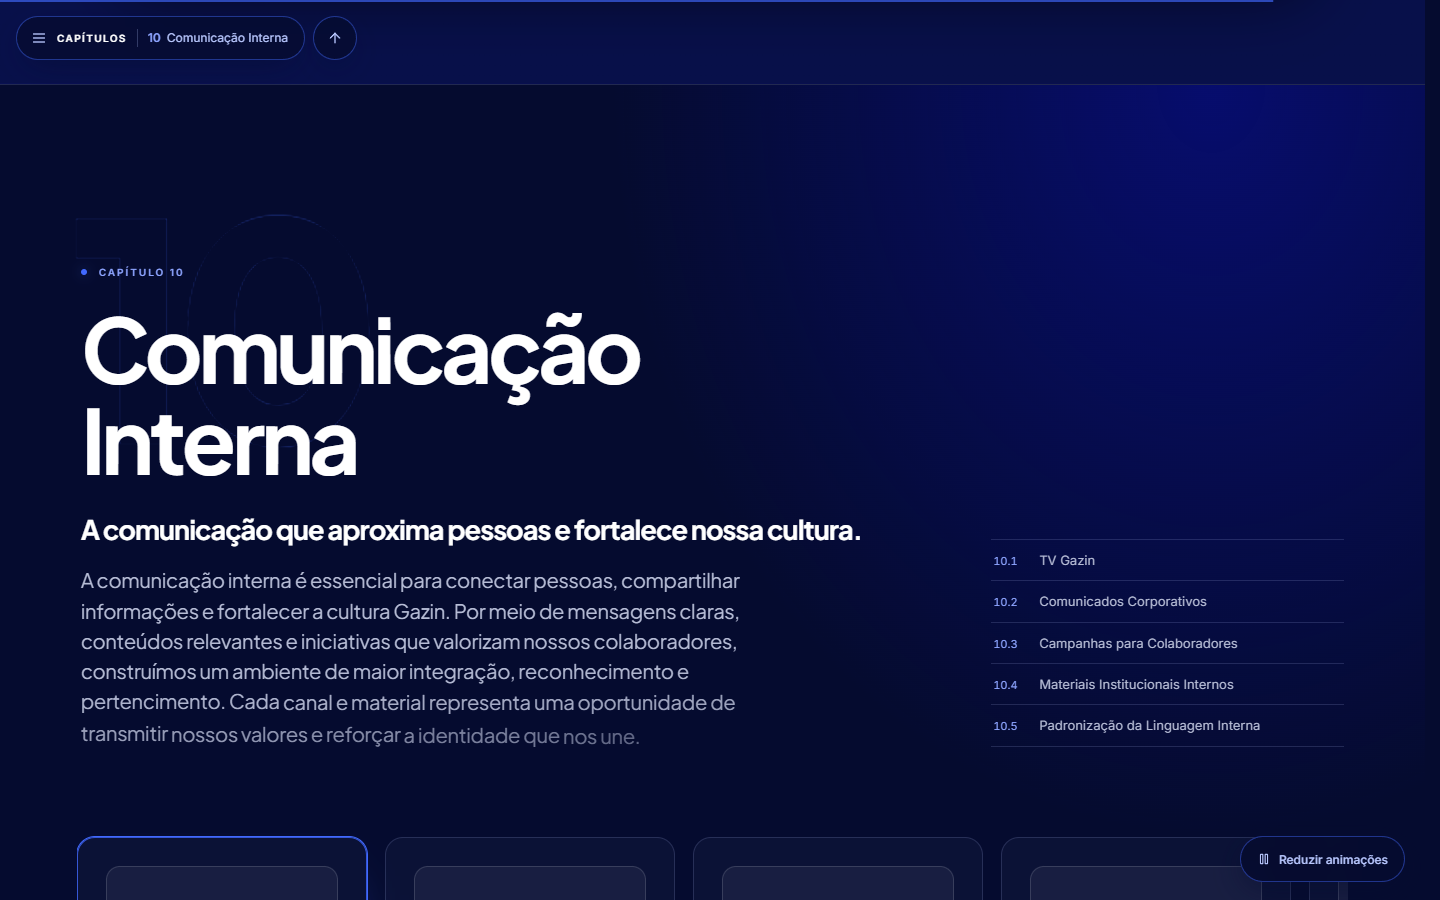 CAPÍTULOS
10 Comunicação Interna
10
CAPÍTULO 10
Comunicação
Interna
A comunicação que aproxima pessoas e fortalece nossa cultura.
A comunicação interna é essencial para conectar pessoas, compartilhar
informações e fortalecer a cultura Gazin. Por meio de mensagens claras,
conteúdos relevantes e iniciativas que valorizam nossos colaboradores,
construímos um ambiente de maior integração, reconhecimento e
pertencimento. Cada canal e material representa uma oportunidade de
transmitir nossos valores e reforçar a identidade que nos une.
10.1 TV Gazin
10.2 Comunicados Corporativos
10.3 Campanhas para Colaboradores
10.4 Materiais Institucionais Internos
10.5 Padronização da Linguagem Interna
Reduzir animações